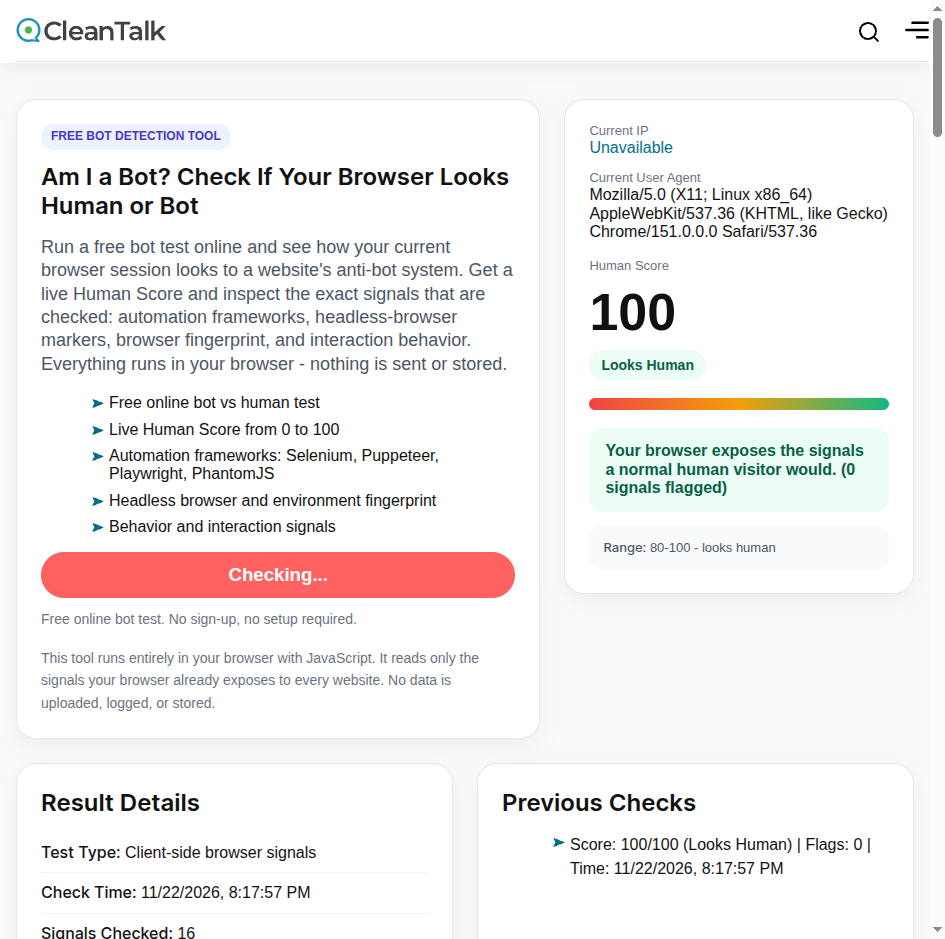 CleanTalk
FREE BOT DETECTION TOOL
Am I a Bot? Check If Your Browser Looks
Human or Bot
Run a free bot test online and see how your current
browser session looks to a website's anti-bot system. Get a
live Human Score and inspect the exact signals that are
checked: automation frameworks, headless-browser
markers, browser fingerprint, and interaction behavior.
Everything runs in your browser - nothing is sent or stored.
Free online bot vs human test
Live Human Score from 0 to 100
Automation frameworks: Selenium, Puppeteer,
Playwright, PhantomJS
Headless browser and environment fingerprint
Behavior and interaction signals
Checking...
Free online bot test. No sign-up, no setup required.
This tool runs entirely in your browser with JavaScript. It reads only the
signals your browser already exposes to every website. No data is
uploaded, logged, or stored.
Current IP
Unavailable
Current User Agent
Mozilla/5.0 (X11; Linux x86_64)
AppleWebKit/537.36 (KHTML, like Gecko)
Chrome/151.0.0.0 Safari/537.36
Human Score
100
Looks Human
Your browser exposes the signals
a normal human visitor would. (0
signals flagged)
Range: 80-100 - looks human
Result Details
Test Type: Client-side browser signals
Check Time: 11/22/2026, 8:17:57 PM
Signals Checked: 16
Previous Checks
Score: 100/100 (Looks Human) | Flags: 0 |
Time: 11/22/2026, 8:17:57 PM